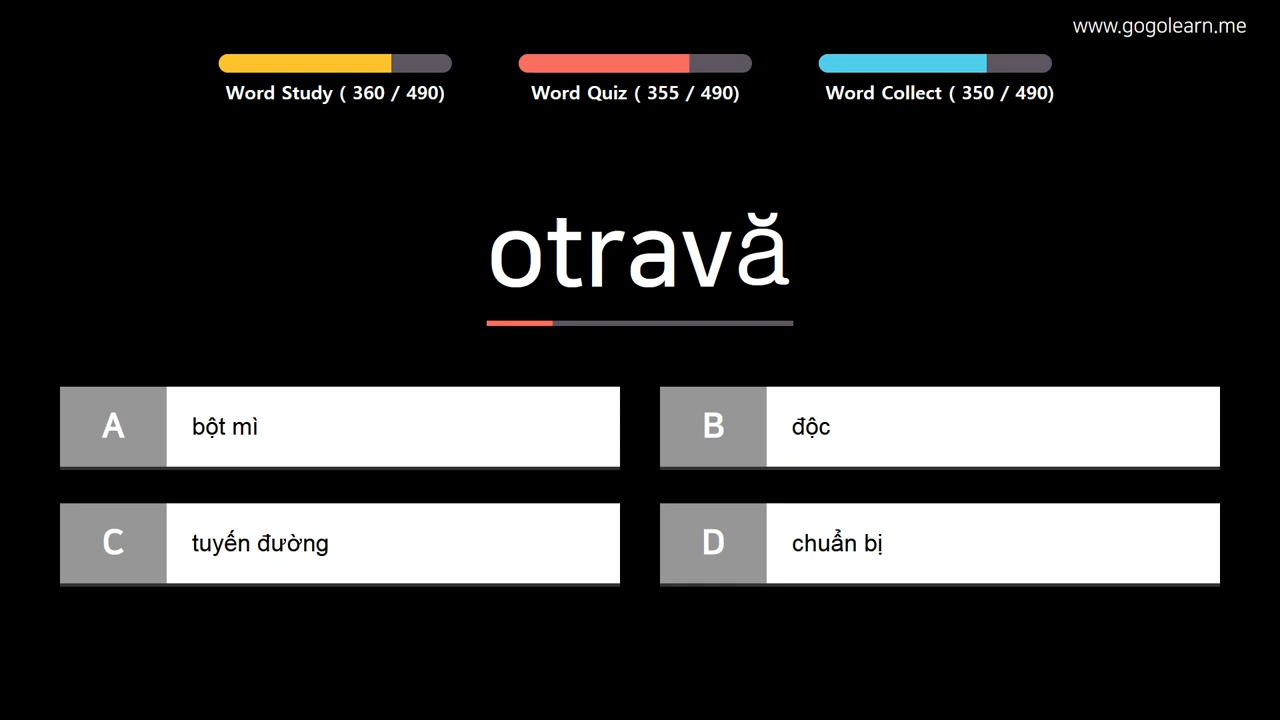 www.gogolearn.me
Word Study ( 360 / 490)
Word Quiz ( 355 / 490)
Word Collect ( 350 / 490)
otravă
A bột mì
B độc
C tuyến đường
D chuẩn bị